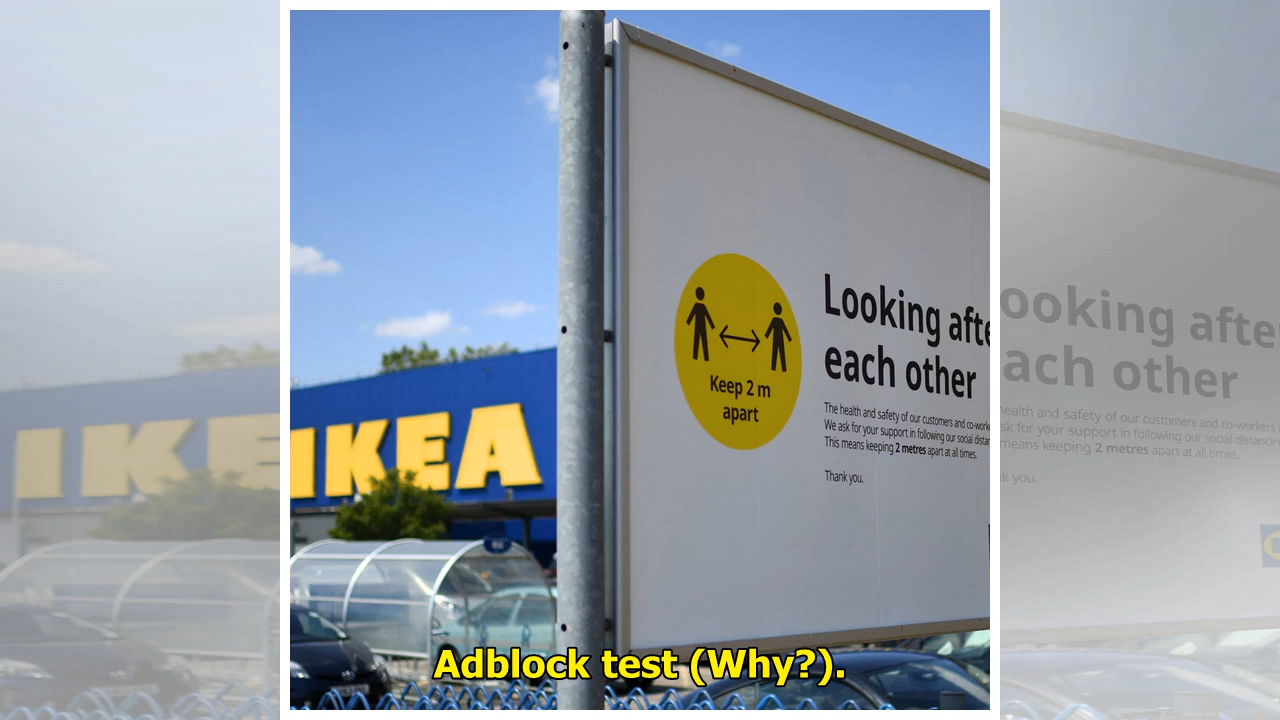 IKEA
Keep 2 m
apart
Looking afte
each other
The health and safety of our customers and co-work
We ask for your support in following our social distan
This means keeping 2 metres apart at all times.
Thank you.
Adblock test (Why?).